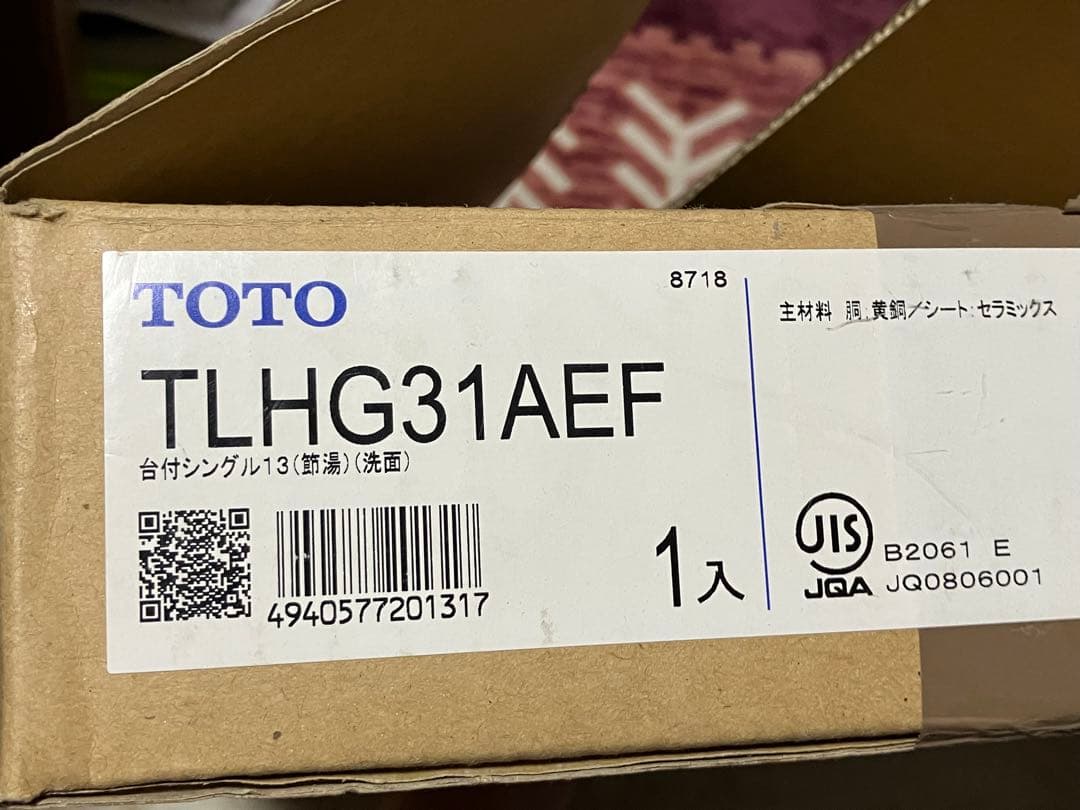 TOTO
8718
TLHG31AEF
台付シングル13(節湯)(洗面)
4940577201317
1入
主材料 胴:黄銅/シート:セラミックス
JIS
JQA
B2061 E
JQ0806001